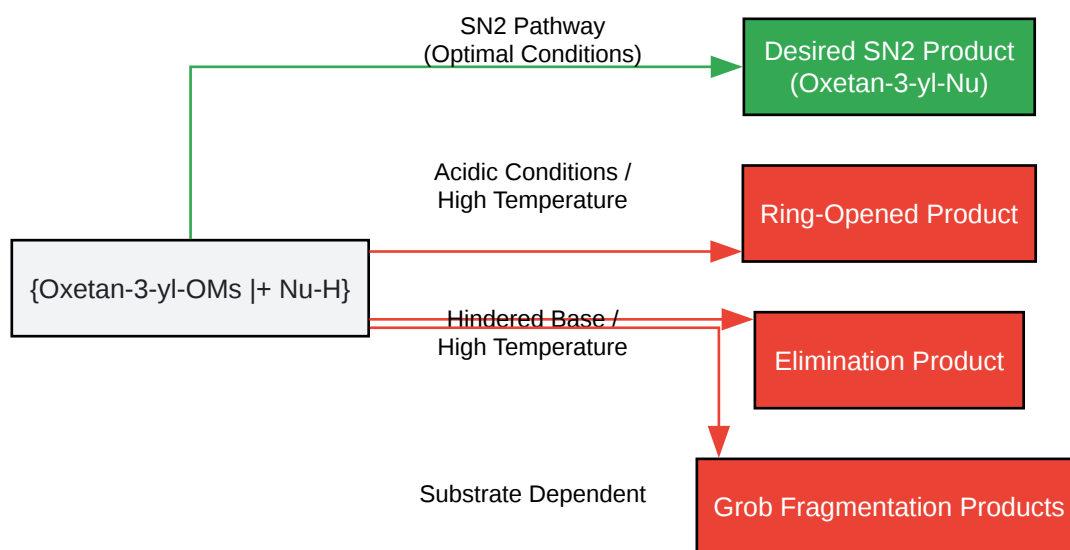 SN2 Pathway
(Optimal Conditions)
Desired SN2 Product
(Oxetan-3-yl-Nu)
Acidic Conditions /
High Temperature
Ring-Opened Product
{Oxetan-3-yl-OMs |+ Nu-H}
Hindered Base /
High Temperature
Elimination Product
Substrate Dependent
Grob Fragmentation Products